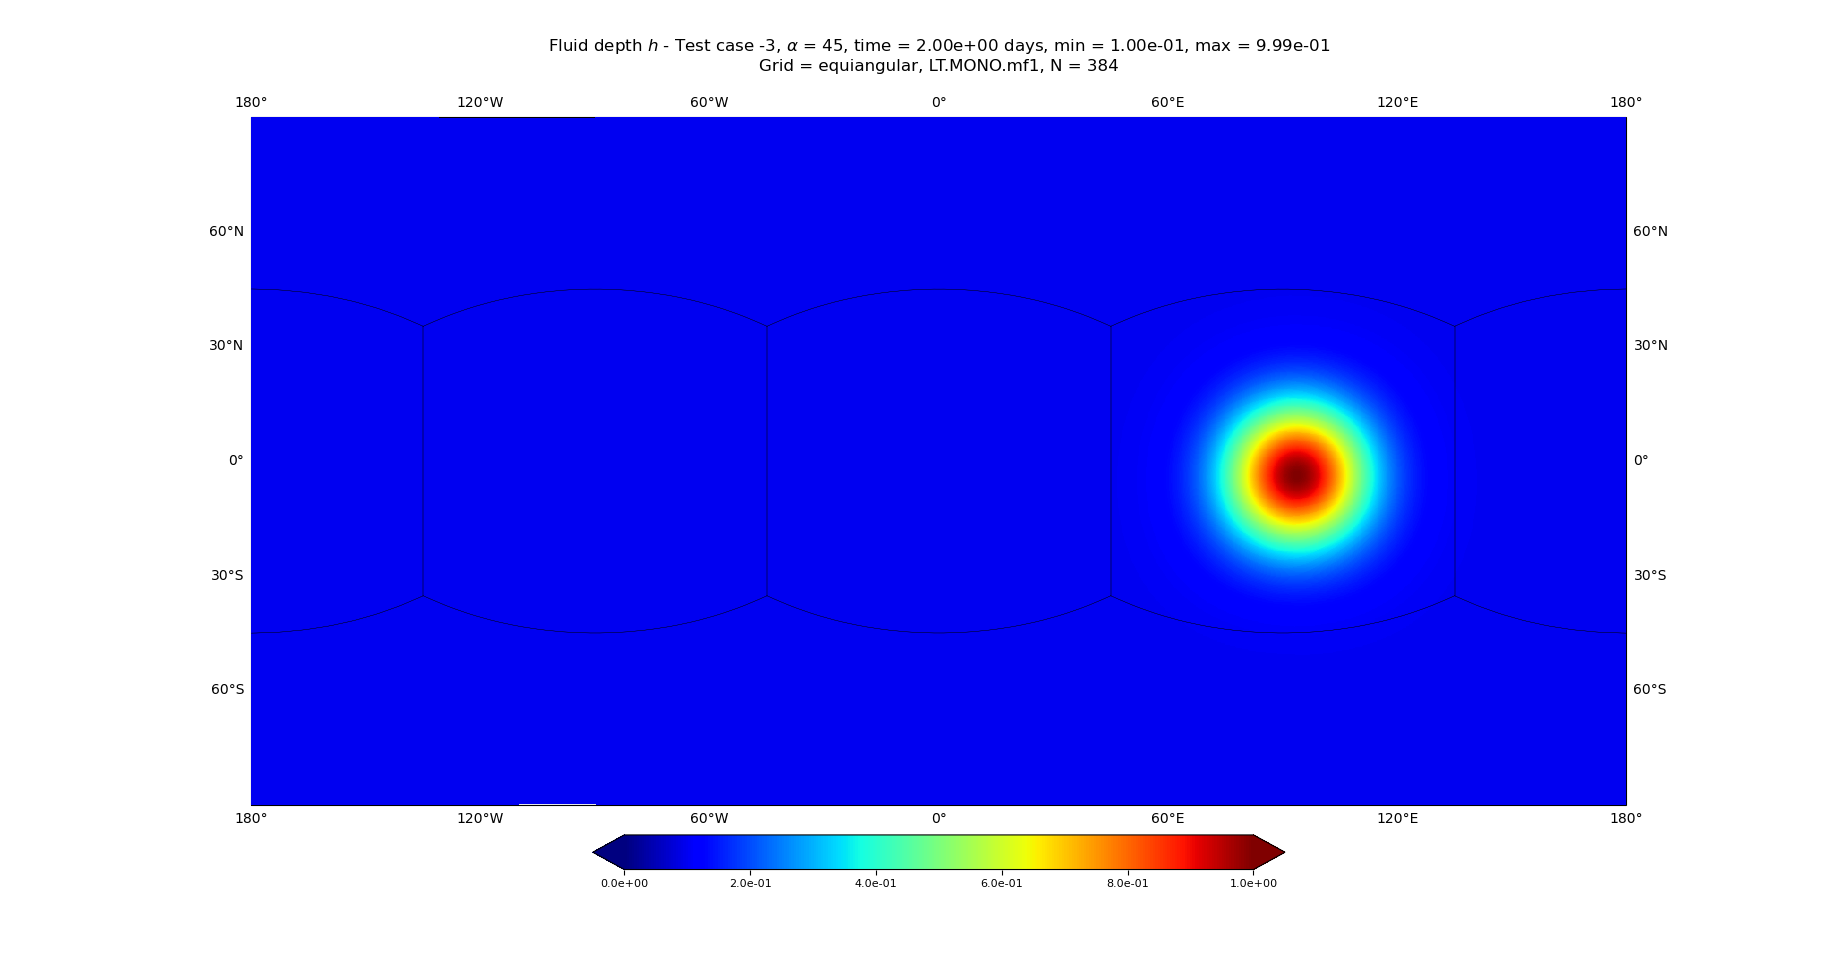 Fluid depth h - Test case -3, α = 45, time = 2.00e+00 days, min = 1.00e-01, max = 9.99e-01
Grid = equiangular, LT.MONO.mf1, N = 384
180° 120°W 60°W 0° 60°E 120°E 180°
60°N 60°N
30°N 30°N
0° 0°
30°S 30°S
60°S 60°S
180° 120°W 60°W 0° 60°E 120°E 180°
0.0e+00 2.0e-01 4.0e-01 6.0e-01 8.0e-01 1.0e+00